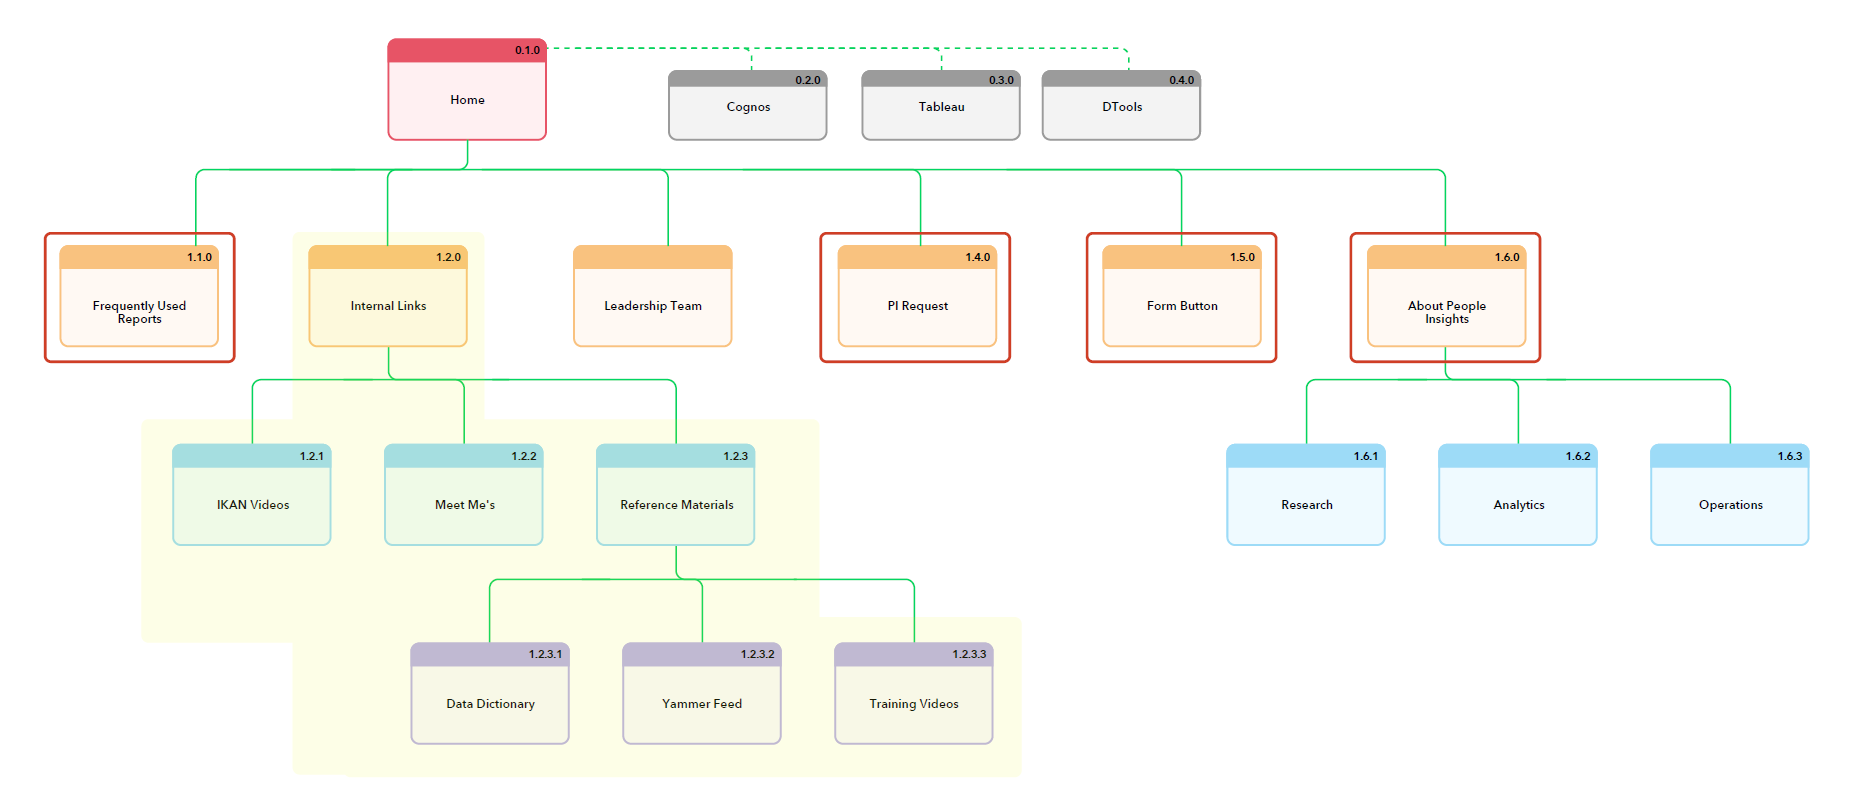 0.1.0
Home
0.2.0
Cognos
0.3.0
Tableau
0.4.0
DTools
1.1.0
Frequently Used
Reports
1.2.0
Internal Links
Leadership Team
1.4.0
PI Request
1.5.0
Form Button
1.6.0
About People
Insights
1.2.1
IKAN Videos
1.2.2
Meet Me's
1.2.3
Reference Materials
1.6.1
Research
1.6.2
Analytics
1.6.3
Operations
1.2.3.1
Data Dictionary
1.2.3.2
Yammer Feed
1.2.3.3
Training Videos